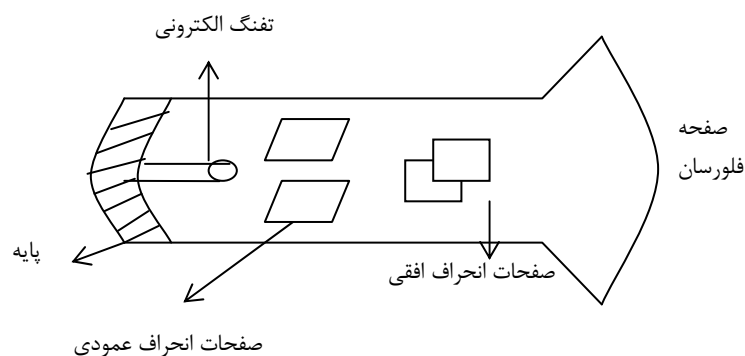 تفنگ الکترونی
صفحه
فلورسان
پایه
صفحات انحراف افقی
صفحات انحراف عمودی